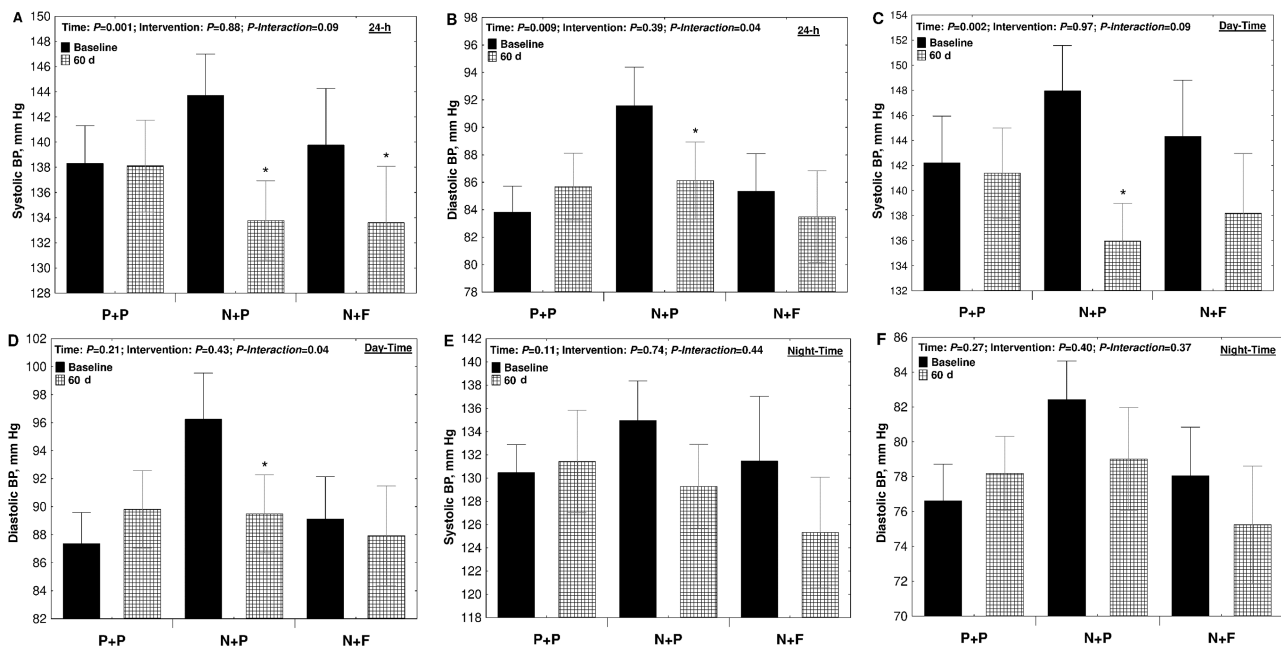 A
Time: P=0.001; Intervention: P=0.88; P-Interaction=0.09
24-h
Baseline
60 d
Systolic BP, mm Hg
150
148
146
144
142
140
138
136
134
132
130
128
*
*
P+P
N+P
N+F
B
Time: P=0.009; Intervention: P=0.39; P-Interaction=0.04
24-h
Baseline
60 d
Diastolic BP, mm Hg
98
96
94
92
90
88
86
84
82
80
78
*
P+P
N+P
N+F
C
Time: P=0.002; Intervention: P=0.97; P-Interaction=0.09
Day-Time
Baseline
60 d
Systolic BP, mm Hg
154
152
150
148
146
144
142
140
138
136
134
132
*
P+P
N+P
N+F
D
Time: P=0.21; Intervention: P=0.43; P-Interaction=0.04
Day-Time
Baseline
60 d
Diastolic BP, mm Hg
102
100
98
96
94
92
90
88
86
84
82
*
P+P
N+P
N+F
E
Time: P=0.11; Intervention: P=0.74; P-Interaction=0.44
Night-Time
Baseline
60 d
Systolic BP, mm Hg
142
140
138
136
134
132
130
128
126
124
122
120
118
P+P
N+P
N+F
F
Time: P=0.27; Intervention: P=0.40; P-Interaction=0.37
Night-Time
Baseline
60 d
Diastolic BP, mm Hg
86
84
82
80
78
76
74
72
70
P+P
N+P
N+F